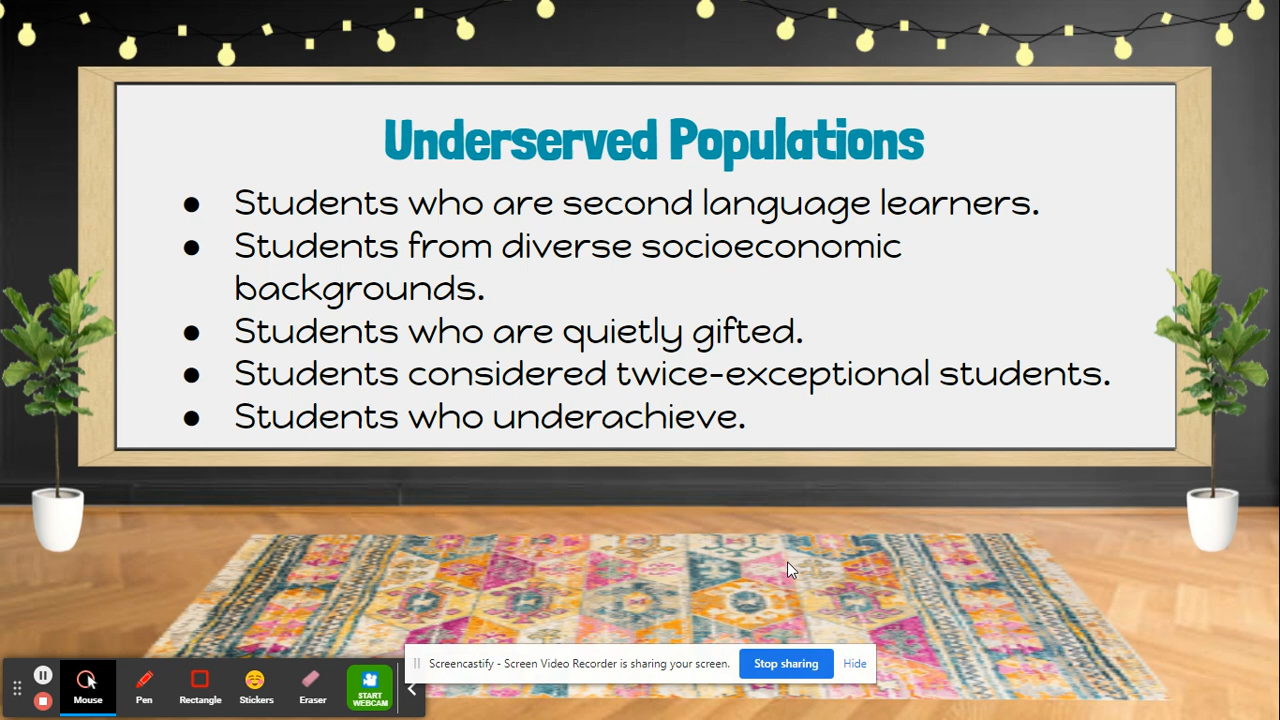 Underserved Populations
● Students who are second language learners.
● Students from diverse socioeconomic
backgrounds.
● Students who are quietly gifted.
● Students considered twice-exceptional students.
● Students who underachieve.
Screencastify - Screen Video Recorder is sharing your screen. Stop sharing Hide
Mouse Pen Rectangle Stickers Eraser START
WEBCAM